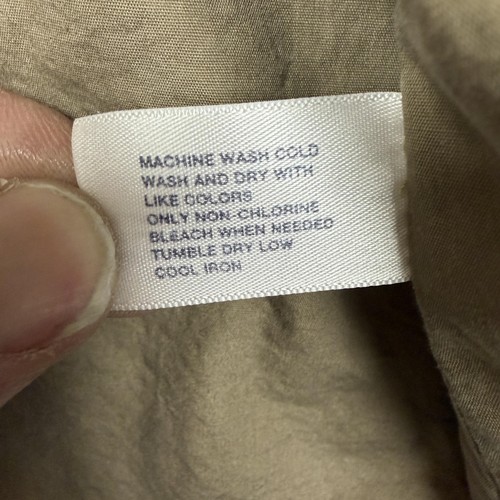 MACHINE WASH COLD
WASH AND DRY WITH
LIKE COLORS
ONLY NON-CHLORINE
BLEACH WHEN NEEDED
TUMBLE DRY LOW
COOL IRON